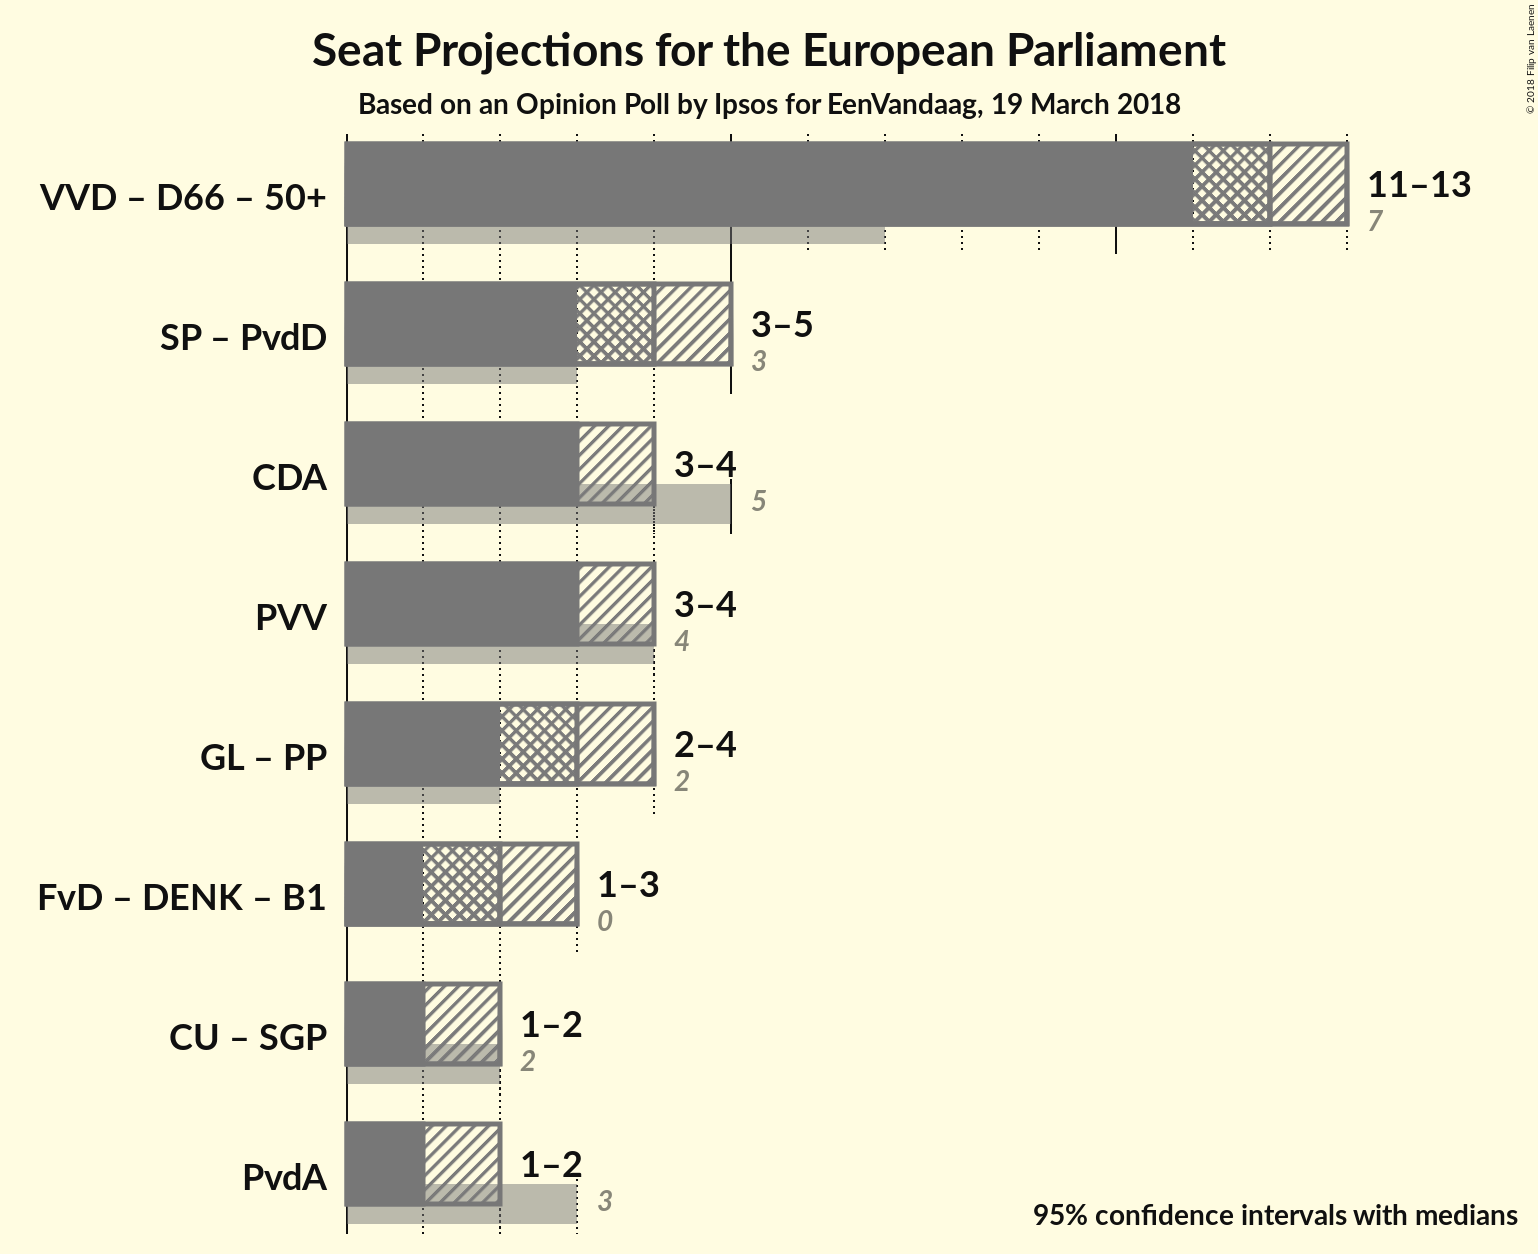 Seat Projections for the European Parliament
Based on an Opinion Poll by Ipsos for EenVandaag, 19 March 2018
© 2018 Filip van Laenen
VVD – D66 – 50+
11–13
7
SP – PvdD
3–5
3
CDA
3–4
5
PVV
3–4
4
GL – PP
2–4
2
FvD – DENK – B1
1–3
0
CU – SGP
1–2
2
PvdA
1–2
3
95% confidence intervals with medians